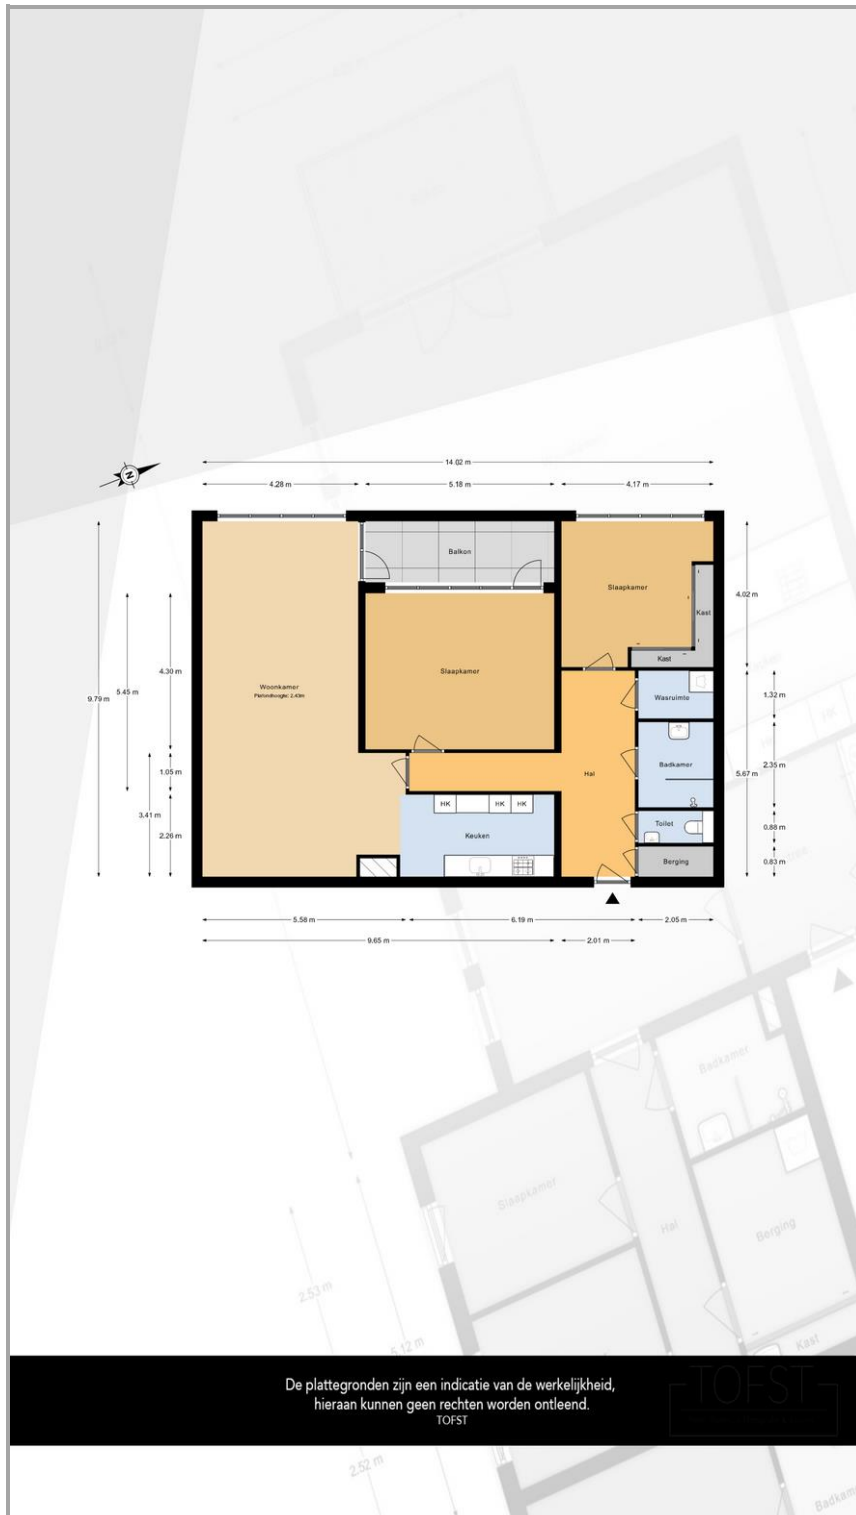 14.02 m
4.28 m
5.18 m
4.17 m
N
Balkon
Slaapkamer
Kast
Kast
4.02 m
9.79 m
5.45 m
4.30 m
Woonkamer
Plafondhoogte: 2,43m
Slaapkamer
Wasruimte
1.32 m
1.05 m
Hal
Badkamer
2.35 m
5.67 m
3.41 m
2.26 m
HK
HK
HK
Keuken
Toilet
0.88 m
Berging
0.83 m
5.58 m
6.19 m
2.05 m
9.65 m
2.01 m
Badkamer
Slaapkamer
Hal
Berging
2.53 m
5.12 m
Kast
De plattegronden zijn een indicatie van de werkelijkheid,
hieraan kunnen geen rechten worden ontleend.
TOFST
TOFST
2.52 m